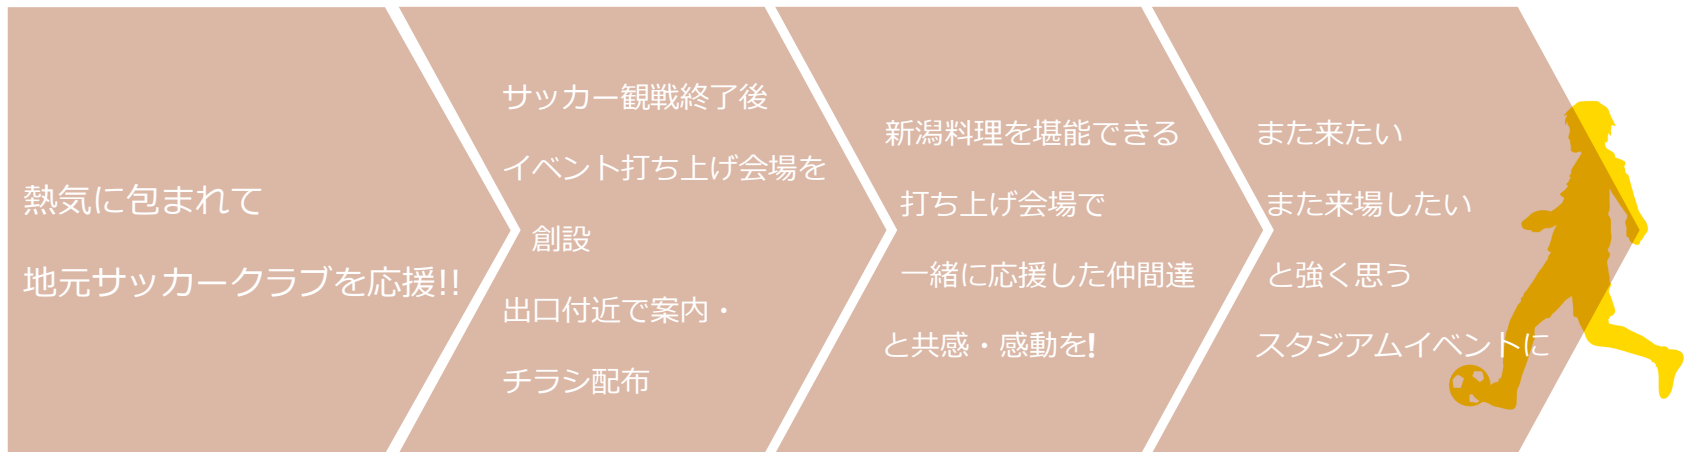 熱気に包まれて
地元サッカークラブを応援!!
サッカー観戦終了後
イベント打ち上げ会場を
創設
出口付近で案内・
チラシ配布
新潟料理を堪能できる
打ち上げ会場で
一緒に応援した仲間達
と共感・感動を!
また来たい
また来場したい
と強く思う
スタジアムイベントに